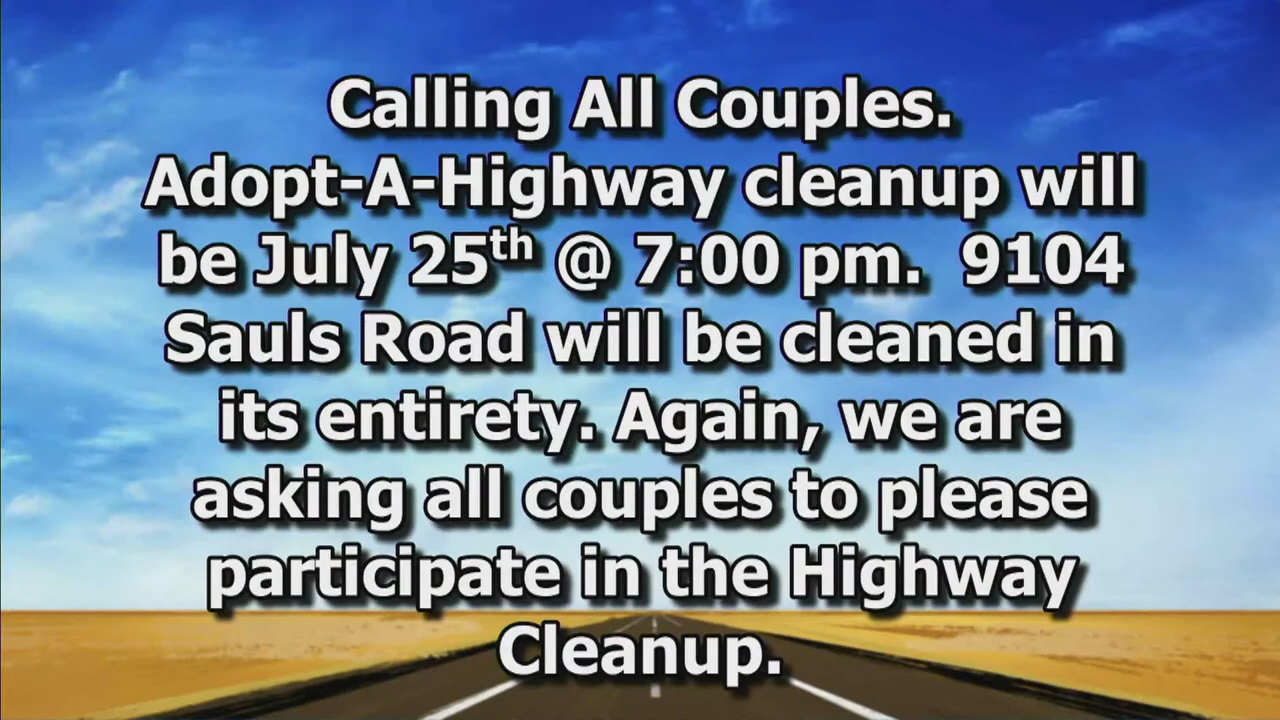 Calling All Couples.
Adopt-A-Highway cleanup will
be July 25th @ 7:00 pm.  9104
Sauls Road will be cleaned in
its entirety. Again, we are
asking all couples to please
participate in the Highway
Cleanup.